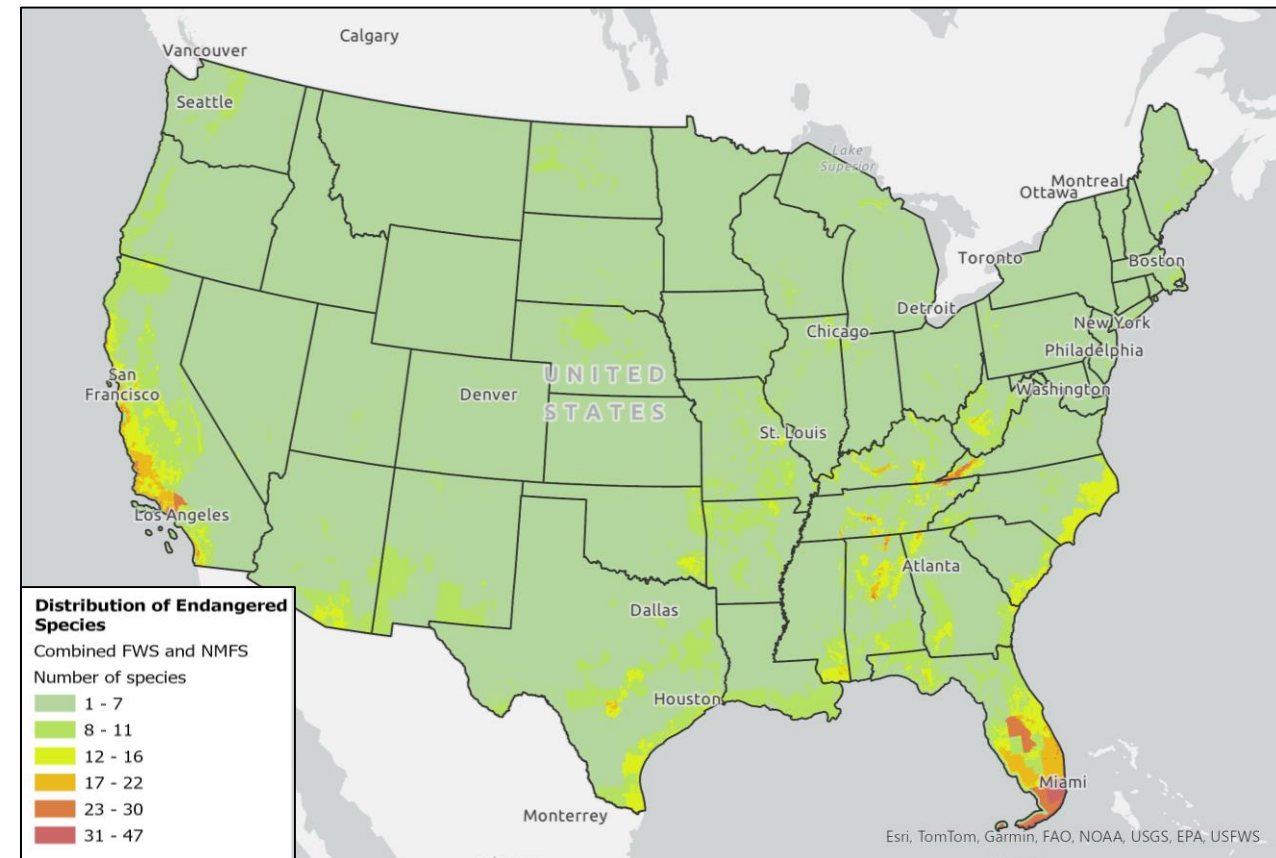 Calgary
Vancouver
Seattle
Lake
Superior
Montreal
Ottawa
Toronto
Boston
Detroit
Chicago
New York
Philadelphia
San
Francisco
Denver
UNITED
STATES
Washington
St. Louis
Los Angeles
Atlanta
Dallas
Houston
Miami
Monterrey
Distribution of Endangered
Species
Combined FWS and NMFS
Number of species
1 - 7
8 - 11
12 - 16
17 - 22
23 - 30
31 - 47
Esri, TomTom, Garmin, FAO, NOAA, USGS, EPA, USFWS